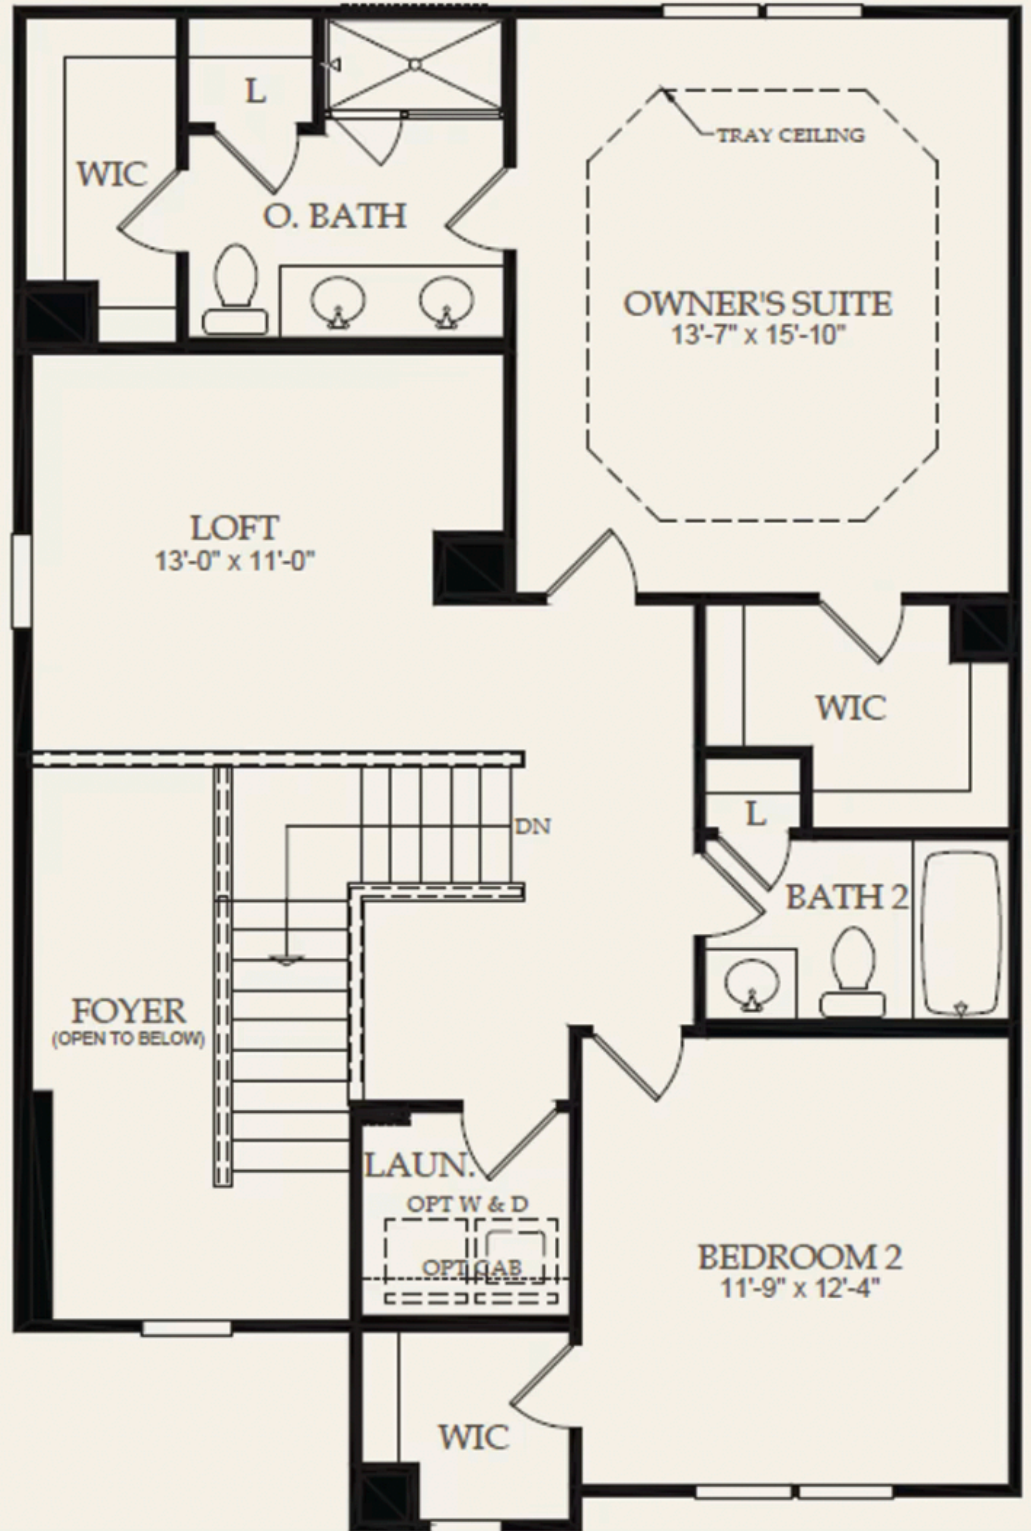 L
TRAY CEILING
WIC
O. BATH
OWNER'S SUITE
13'-7" x 15'-10"
LOFT
13'-0" x 11'-0"
WIC
L
DN
BATH 2
FOYER
(OPEN TO BELOW)
LAUN.
OPT W & D
OPT CAB
BEDROOM 2
11'-9" x 12'-4"
WIC